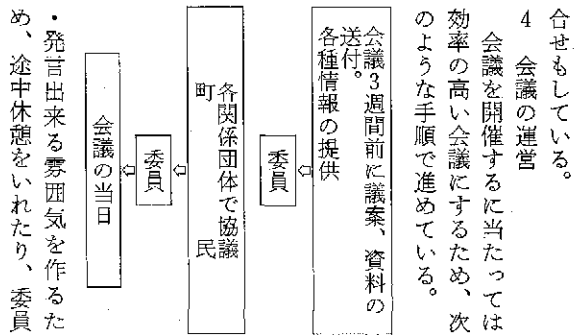 合せもしている。
4　会議の運営
　会議を開催するに当たっては
効率の高い会議にするため、次
のような手順で進めている。
会議3週間前に議案、資料の
送付。
各種情報の提供
委員
各関係団体で協議
町　　　　　　民
委員
会議の当日
・発言出来る雰囲気を作るた
め、途中休憩をいれたり、委員